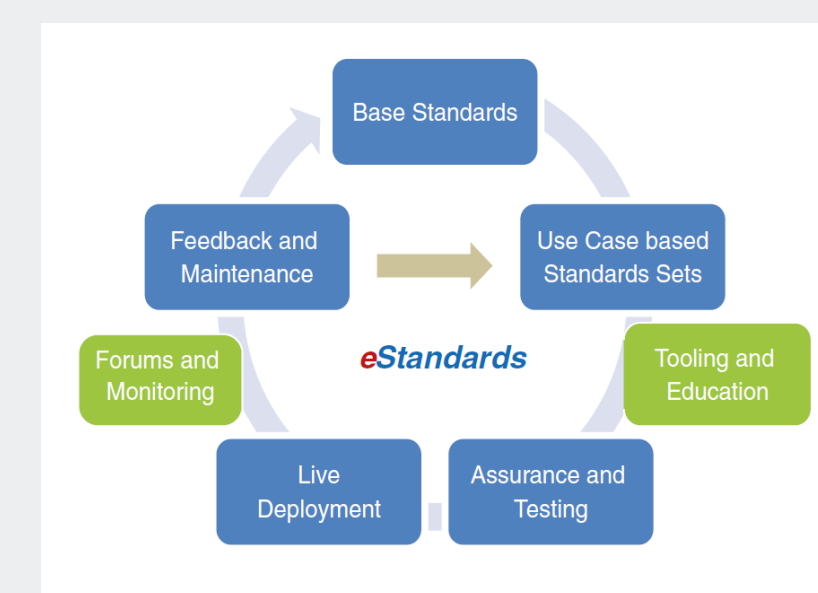 Base Standards
Feedback and
Maintenance
Use Case based
Standards Sets
eStandards
Forums and
Monitoring
Tooling and
Education
Live
Deployment
Assurance and
Testing